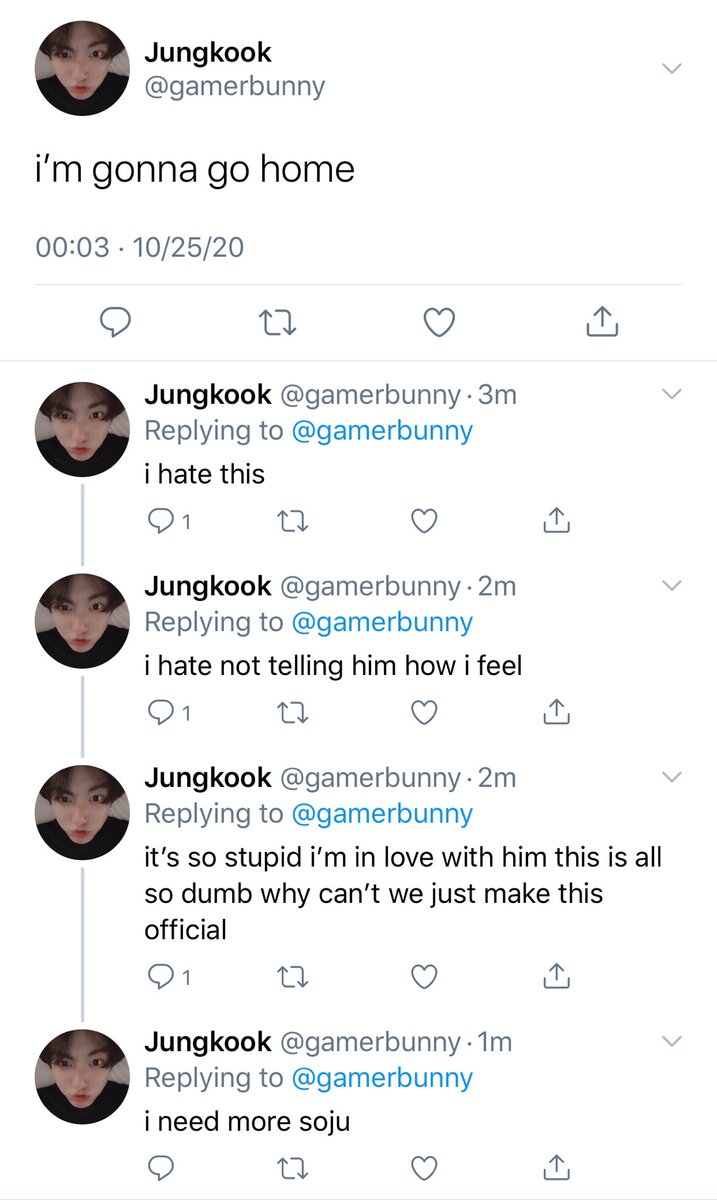 Jungkook
@gamerbunny
i’m gonna go home
00:03 · 10/25/20
Jungkook @gamerbunny · 3m
Replying to @gamerbunny
i hate this
1
Jungkook @gamerbunny · 2m
Replying to @gamerbunny
i hate not telling him how i feel
1
Jungkook @gamerbunny · 2m
Replying to @gamerbunny
it’s so stupid i’m in love with him this is all
so dumb why can’t we just make this
official
1
Jungkook @gamerbunny · 1m
Replying to @gamerbunny
i need more soju